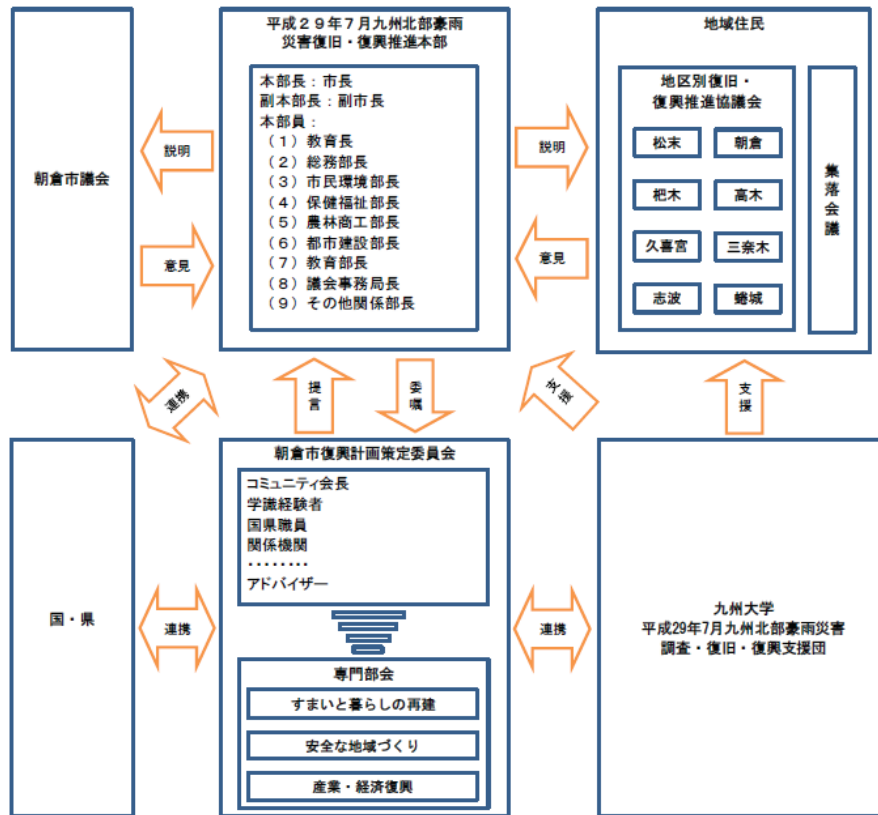 朝倉市議会
説明
意見
平成２９年７月九州北部豪雨
災害復旧・復興推進本部
本部長：市長
副本部長：副市長
本部員：
（１）教育長
（２）総務部長
（３）市民環境部長
（４）保健福祉部長
（５）農林商工部長
（６）都市建設部長
（７）教育部長
（８）議会事務局長
（９）その他関係部長
説明
意見
地域住民
地区別復旧・
復興推進協議会
松末
朝倉
杷木
高木
久喜宮
三奈木
志波
蜷城
集落会議
連携
提言
委嘱
支援
支援
国・県
連携
朝倉市復興計画策定委員会
コミュニティ会長
学識経験者
国県職員
関係機関
・・・・・・・・
アドバイザー
専門部会
すまいと暮らしの再建
安全な地域づくり
産業・経済復興
連携
九州大学
平成29年7月九州北部豪雨災害
調査・復旧・復興支援団